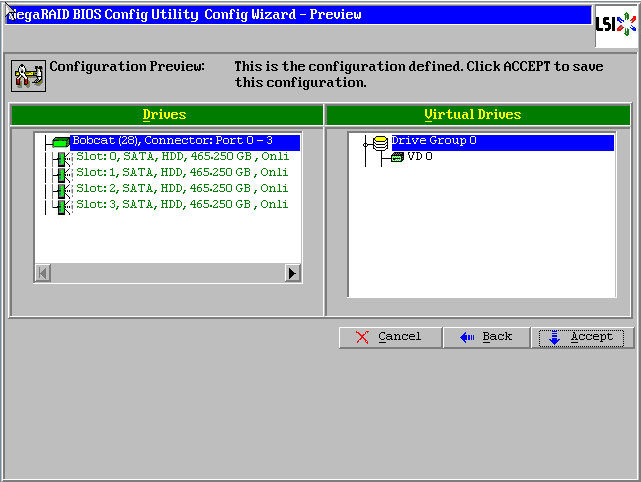 MegaRAID BIOS Config Utility Config Wizard - Preview
LSI
Configuration Preview: This is the configuration defined. Click ACCEPT to save
this configuration.
Drives
Virtual Drives
Bobcat (28), Connector: Port 0 - 3
Slot: 0, SATA, HDD, 465.250 GB, Onli
Slot: 1, SATA, HDD, 465.250 GB, Onli
Slot: 2, SATA, HDD, 465.250 GB, Onli
Slot: 3, SATA, HDD, 465.250 GB, Onli
Drive Group 0
VD 0
Cancel
Back
Accept